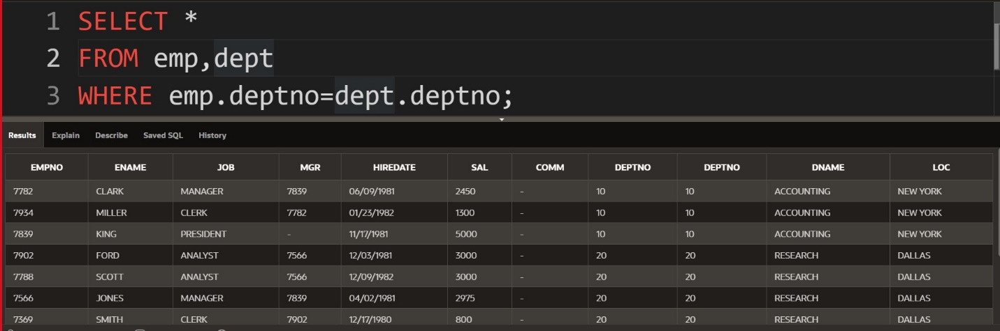 1 SELECT *
2 FROM emp,dept
3 WHERE emp.deptno=dept.deptno;
Results Explain Describe Saved SQL History
EMPNO ENAME JOB MGR HIREDATE SAL COMM DEPTNO DEPTNO DNAME LOC
7782 CLARK MANAGER 7839 06/09/1981 2450 - 10 10 ACCOUNTING NEW YORK
7934 MILLER CLERK 7782 01/23/1982 1300 - 10 10 ACCOUNTING NEW YORK
7839 KING PRESIDENT - 11/17/1981 5000 - 10 10 ACCOUNTING NEW YORK
7902 FORD ANALYST 7566 12/03/1981 3000 - 20 20 RESEARCH DALLAS
7788 SCOTT ANALYST 7566 12/09/1982 3000 - 20 20 RESEARCH DALLAS
7566 JONES MANAGER 7839 04/02/1981 2975 - 20 20 RESEARCH DALLAS
7369 SMITH CLERK 7902 12/17/1980 800 - 20 20 RESEARCH DALLAS